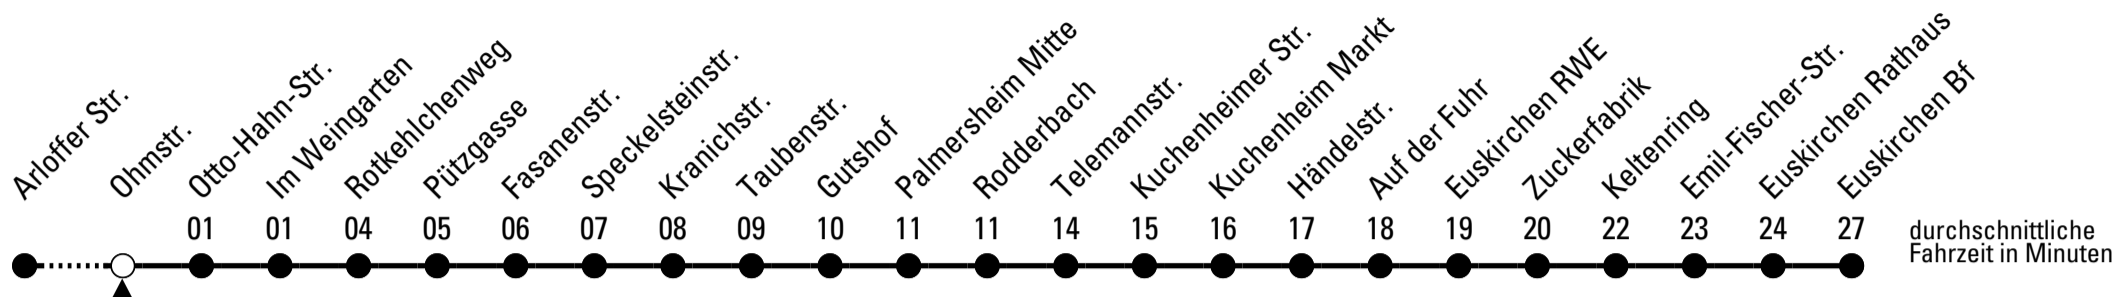 Arloffer Str.
Ohmstr.
Otto-Hahn-Str.
Im Weingarten
Rotkehlchenweg
Pützgasse
Fasanenstr.
Speckelsteinstr.
Kranichstr.
Taubenstr.
Gutshof
Palmersheim Mitte
Rodderbach
Telemannstr.
Kuchenheimer Str.
Kuchenheim Markt
Händelstr.
Auf der Fuhr
Euskirchen RWE
Zuckerfabrik
Keltenring
Emil-Fischer-Str.
Euskirchen Rathaus
Euskirchen Bf
01 01 04 05 06 07 08 09 10 11 11 14 15 16 17 18 19 20 22 23 24 27
durchschnittliche
Fahrzeit in Minuten